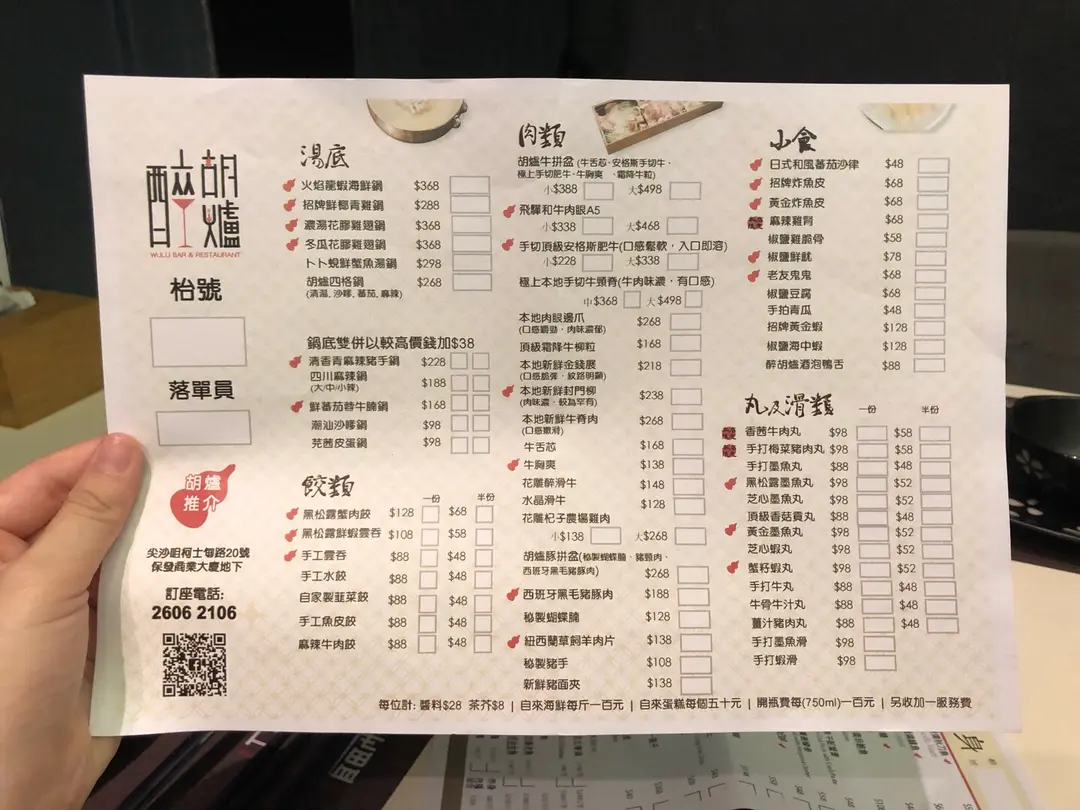 醉胡爐
WULU BAR & RESTAURANT
枱號
落單員
胡爐
推介
尖沙咀柯士甸路20號
保發商業大廈地下
訂座電話:
2606 2106
湯底
火焰龍蝦海鮮鍋 $368
招牌鮮椰青雞鍋 $288
濃湯花膠雞翅鍋 $368
冬瓜花膠雞翅鍋 $368
卜卜蜆鮮蟹魚湯鍋 $298
胡爐四格鍋 $268
(清湯, 沙嗲, 蕃茄, 麻辣)
鍋底雙併以較高價錢加$38
清香青麻辣豬手鍋 $228
四川麻辣鍋 $188
(大/中/小辣)
鮮蕃茄蓉牛腩鍋 $168
潮汕沙嗲鍋 $98
芫茜皮蛋鍋 $98
餃類 一份 半份
黑松露蟹肉餃 $128 $68
黑松露鮮蝦雲吞 $108 $58
手工雲吞 $88 $48
手工水餃 $88 $48
自家製韮菜餃 $88 $48
手工魚皮餃 $88 $48
麻辣牛肉餃 $88 $48
肉類
胡爐牛拼盆 (牛舌芯、安格斯手切牛、
極上手切肥牛、牛胸爽 、霜降牛粒)
小$388 大$498
飛驒和牛肉眼A5
小$338 大$468
手切頂級安格斯肥牛(口感鬆軟，入口即溶)
小$228 大$338
極上本地手切牛頸脊(牛肉味濃，有口感)
中$368 大$498
本地肉眼邊爪 $268
(口感嚼勁，肉味濃郁)
頂級霜降牛柳粒 $168
本地新鮮金錢展 $218
(口感脆彈，紋路明顯)
本地新鮮封門柳 $238
(肉味濃，較為罕有)
本地新鮮牛脊肉 $268
(口感嫩滑)
牛舌芯 $168
牛胸爽 $138
花雕醉滑牛 $148
水晶滑牛 $128
花雕杞子農場雞肉
小$138 大$268
胡爐豚拼盆(秘製蝴蝶腩、豬頸肉、
西班牙黑毛豬豚肉) $268
西班牙黑毛豬豚肉 $188
秘製蝴蝶腩 $128
紐西蘭草飼羊肉片 $138
秘製豬手 $108
新鮮豬面夾 $138
小食
日式和風蕃茄沙律 $48
招牌炸魚皮 $68
黃金炸魚皮 $68
麻辣雞腎 $68
椒鹽雞脆骨 $58
椒鹽鮮魷 $78
老友鬼鬼 $68
椒鹽豆腐 $68
手拍青瓜 $48
招牌黃金蝦 $128
椒鹽海中蝦 $128
醉胡爐酒泡鴨舌 $88
丸及滑類 一份 半份
香茜牛肉丸 $98 $58
手打梅菜豬肉丸 $98 $58
手打墨魚丸 $88 $48
黑松露墨魚丸 $98 $52
芝心墨魚丸 $98 $52
頂級香菇貢丸 $88 $48
黃金墨魚丸 $98 $52
芝心蝦丸 $98 $52
蟹籽蝦丸 $98 $52
手打牛丸 $88 $48
牛骨牛汁丸 $88 $48
薑汁豬肉丸 $88 $48
手打墨魚滑 $98
手打蝦滑 $98
每位計: 醬料$28 茶芥$8 | 自來海鮮每斤一百元 | 自來蛋糕每個五十元 | 開瓶費每(750ml)一百元 | 另收加一服務費